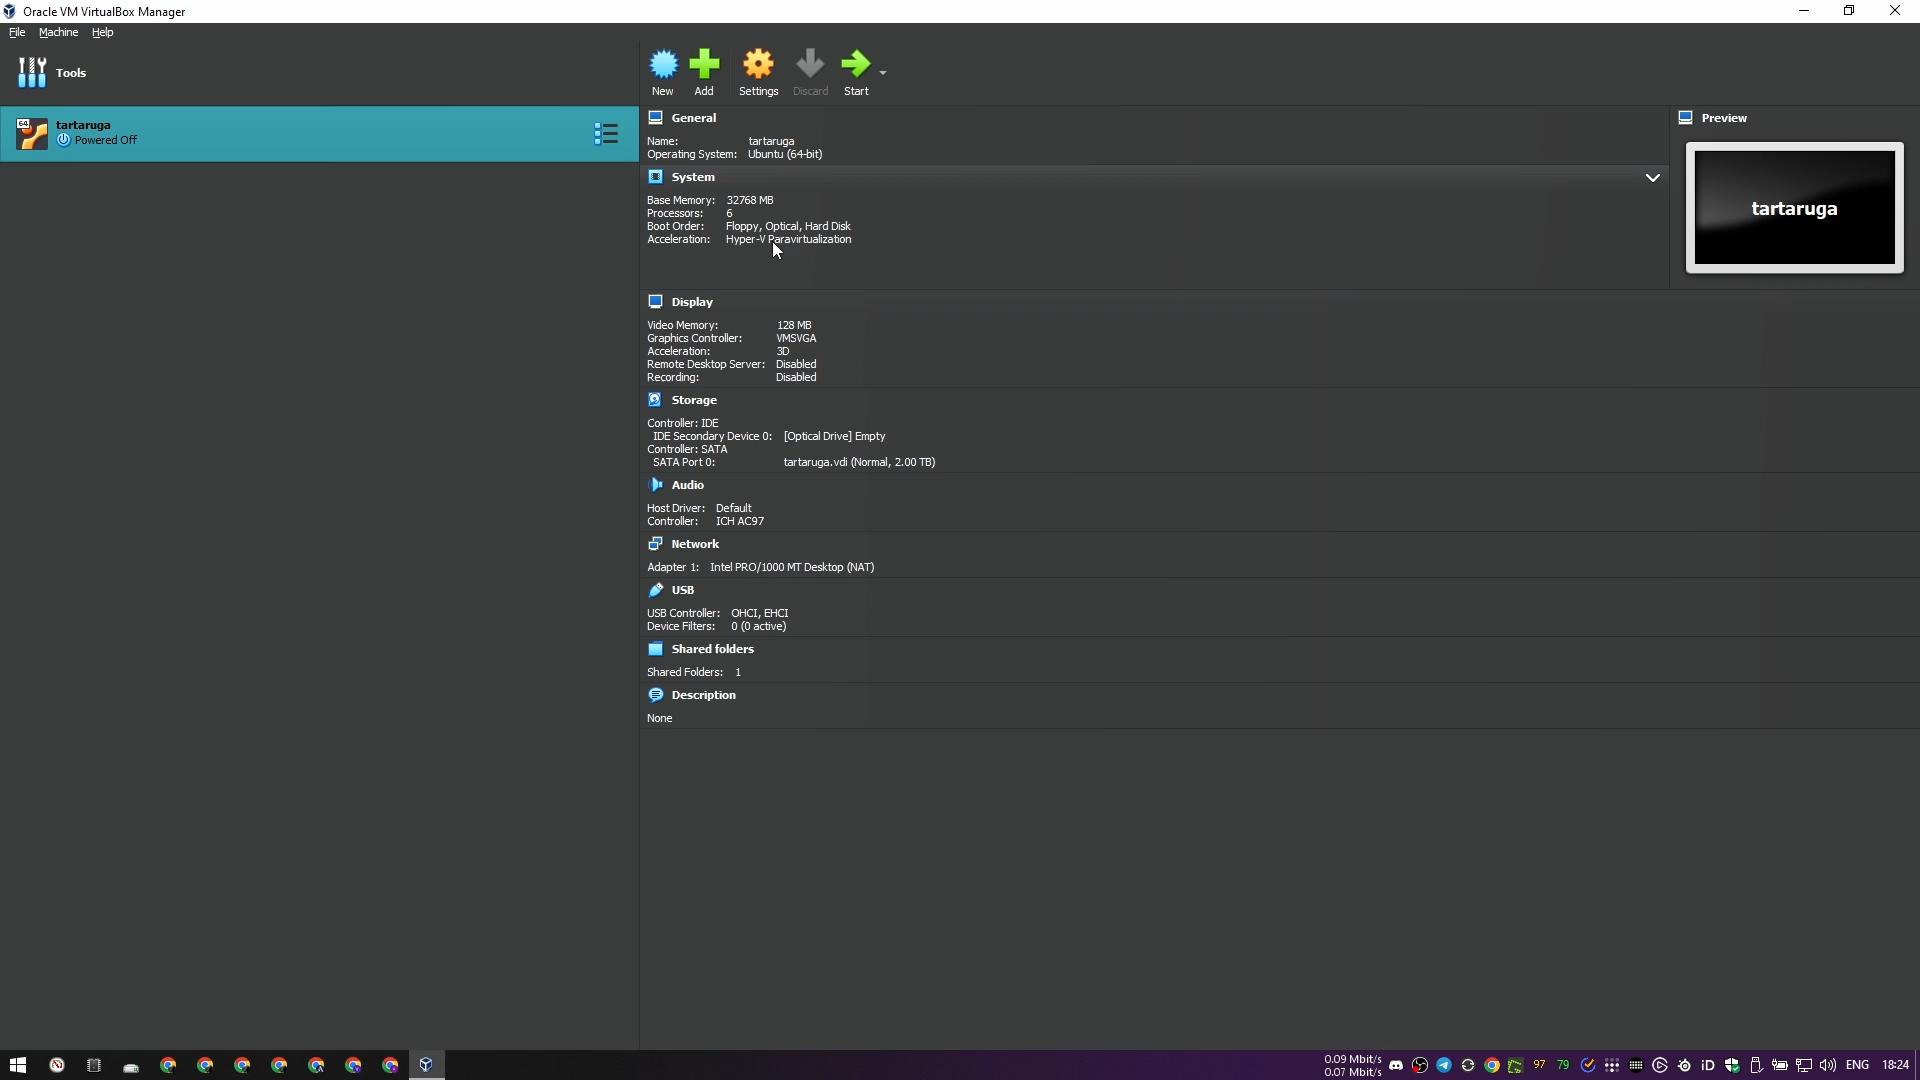 Oracle VM VirtualBox Manager
File Machine Help
Tools
New Add Settings Discard Start
64 tartaruga
Powered Off
General
Name: tartaruga
Operating System: Ubuntu (64-bit)
Preview
tartaruga
System
Base Memory: 32768 MB
Processors: 6
Boot Order: Floppy, Optical, Hard Disk
Acceleration: Hyper-V Paravirtualization
Display
Video Memory: 128 MB
Graphics Controller: VMSVGA
Acceleration: 3D
Remote Desktop Server: Disabled
Recording: Disabled
Storage
Controller: IDE
IDE Secondary Device 0: [Optical Drive] Empty
Controller: SATA
SATA Port 0: tartaruga.vdi (Normal, 2.00 TB)
Audio
Host Driver: Default
Controller: ICH AC97
Network
Adapter 1: Intel PRO/1000 MT Desktop (NAT)
USB
USB Controller: OHCI, EHCI
Device Filters: 0 (0 active)
Shared folders
Shared Folders: 1
Description
None
0.09 Mbit/s
0.07 Mbit/s
97 79 iD ENG 18:24